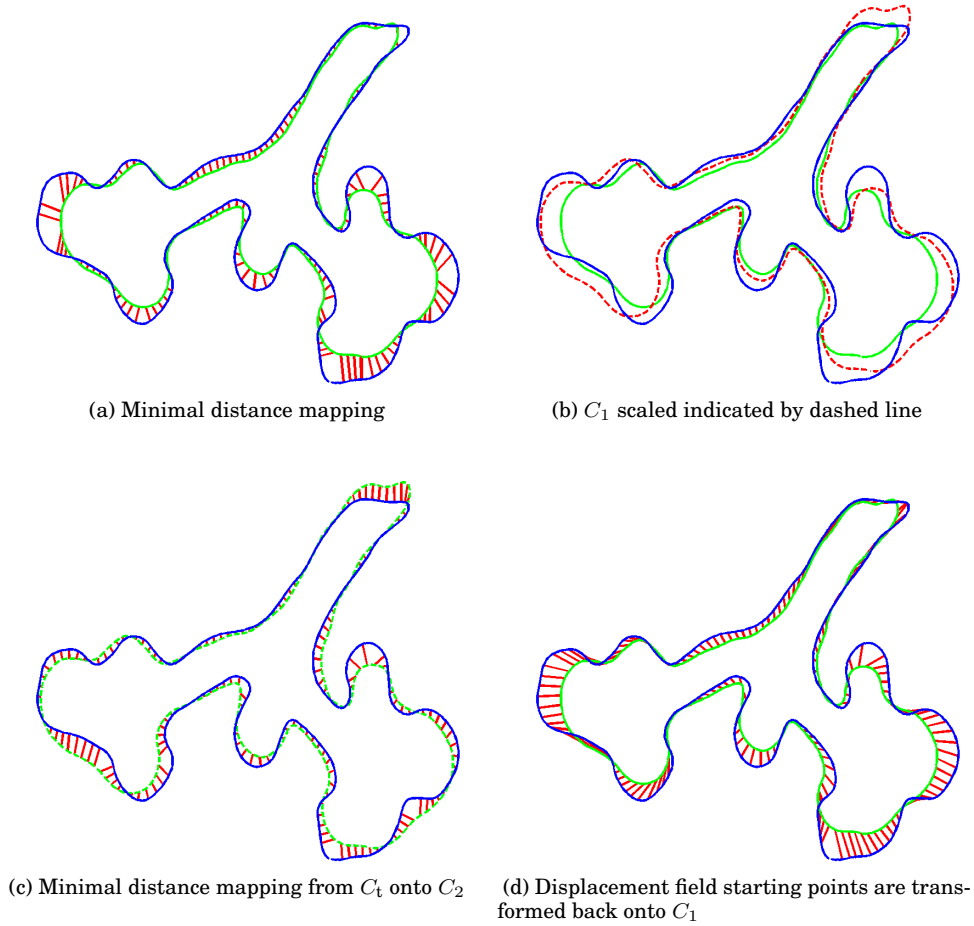 (a) Minimal distance mapping
(b) C₁ scaled indicated by dashed line
(c) Minimal distance mapping from Cₜ onto C₂
(d) Displacement field starting points are trans-
formed back onto C₁